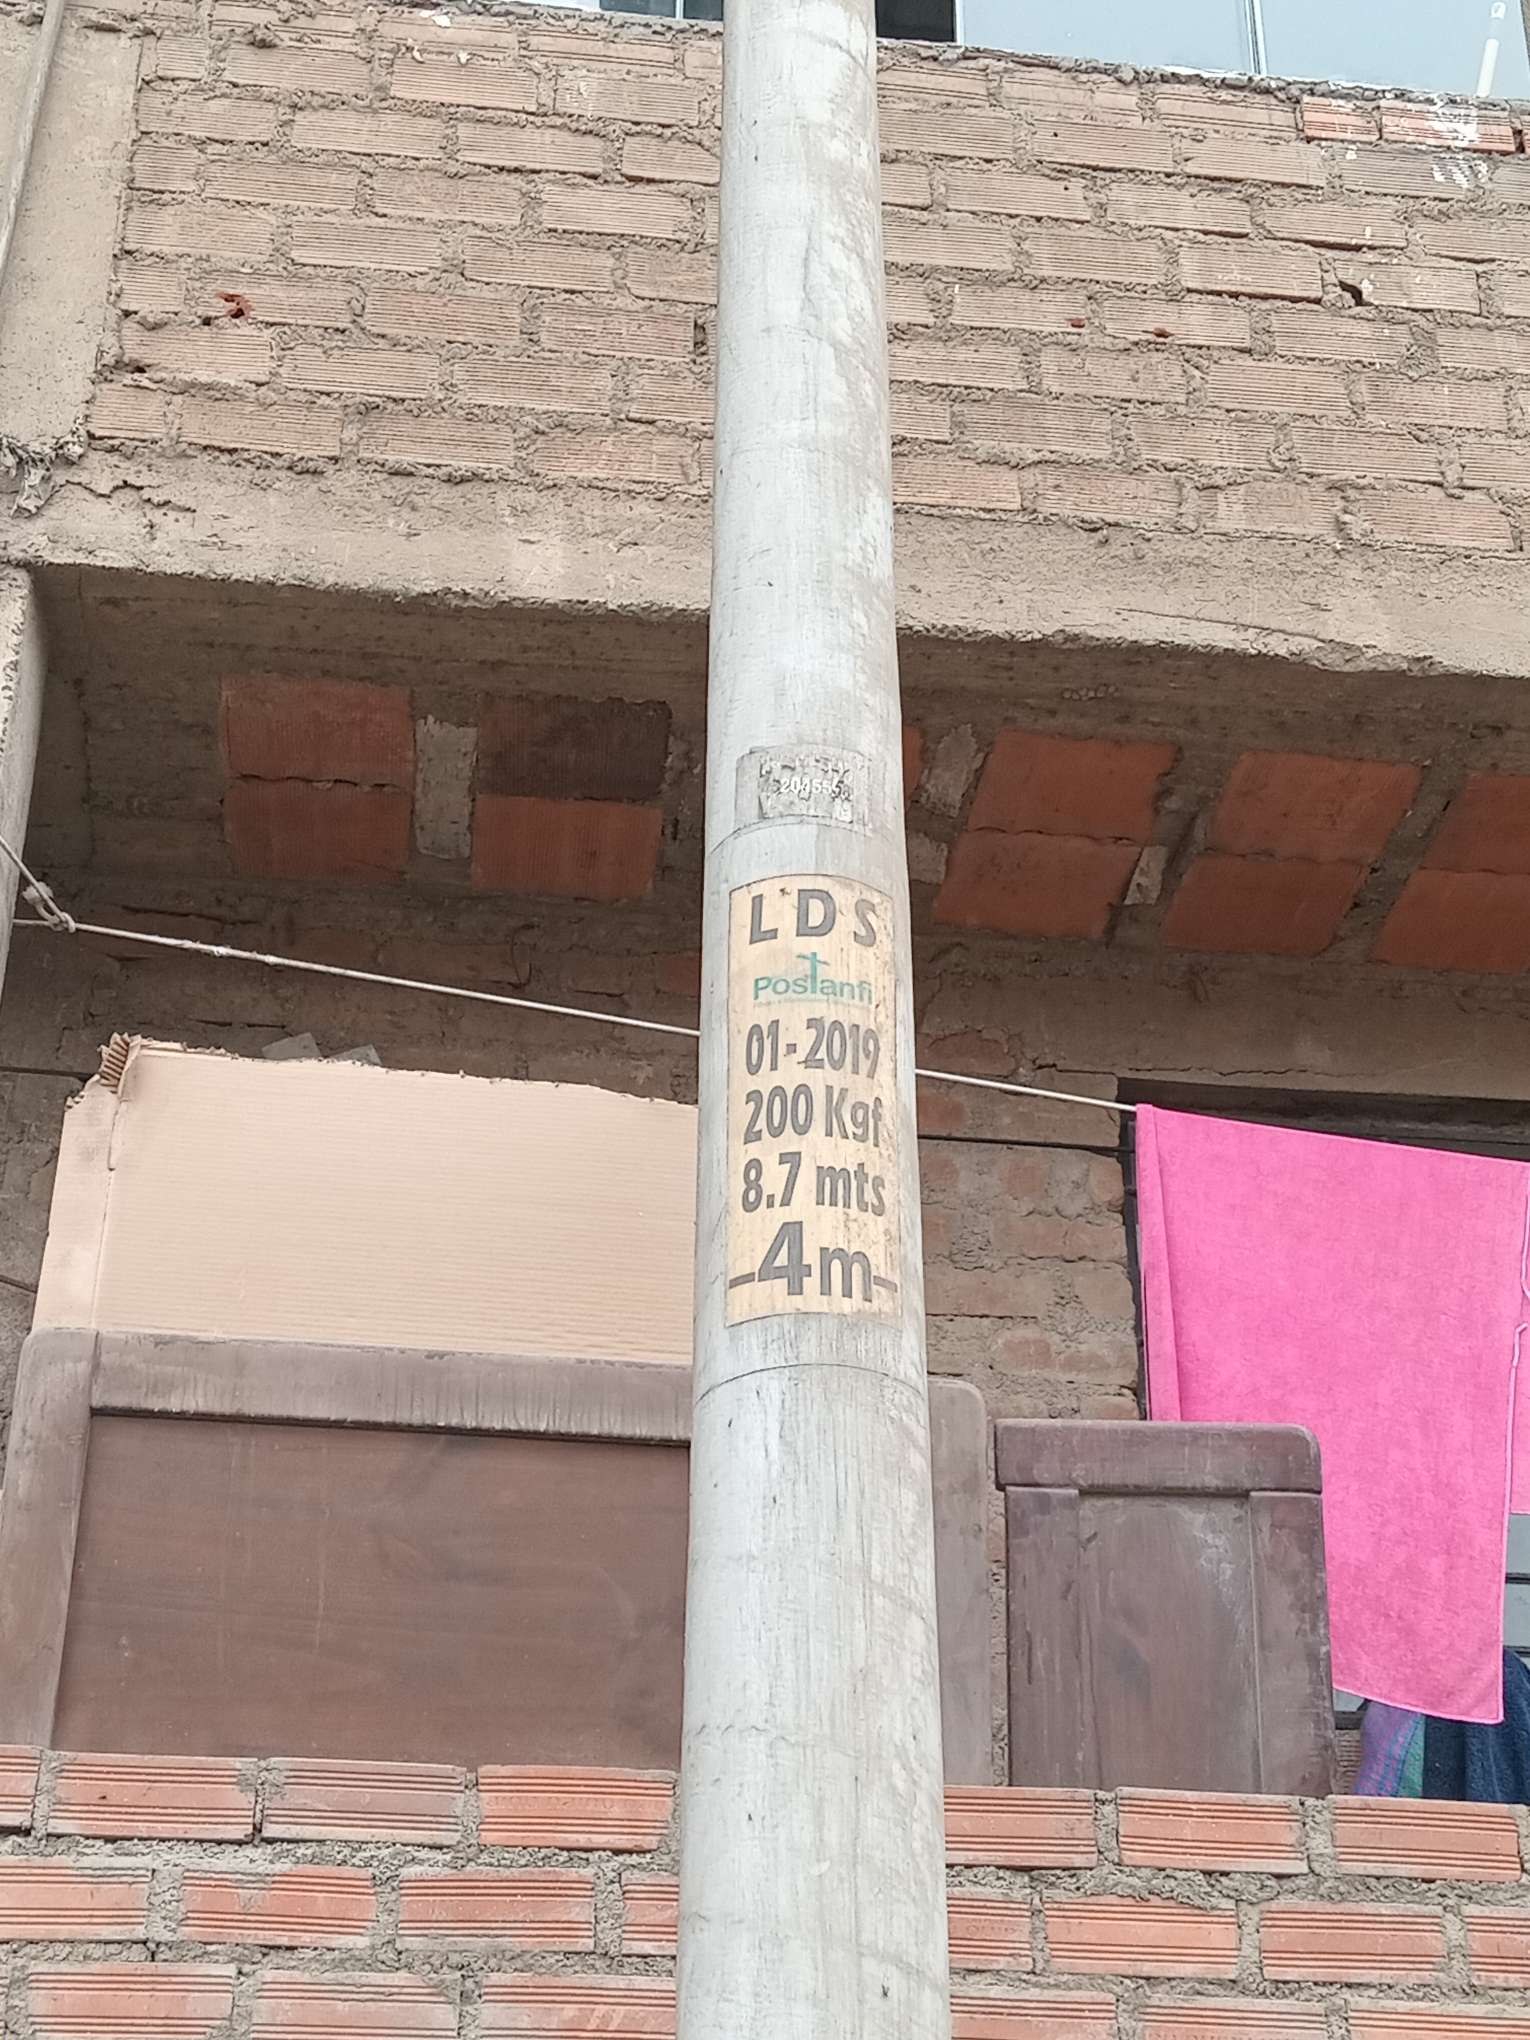 LDS
Postanfi
01-2019
200 Kgf
8.7 mts
4m